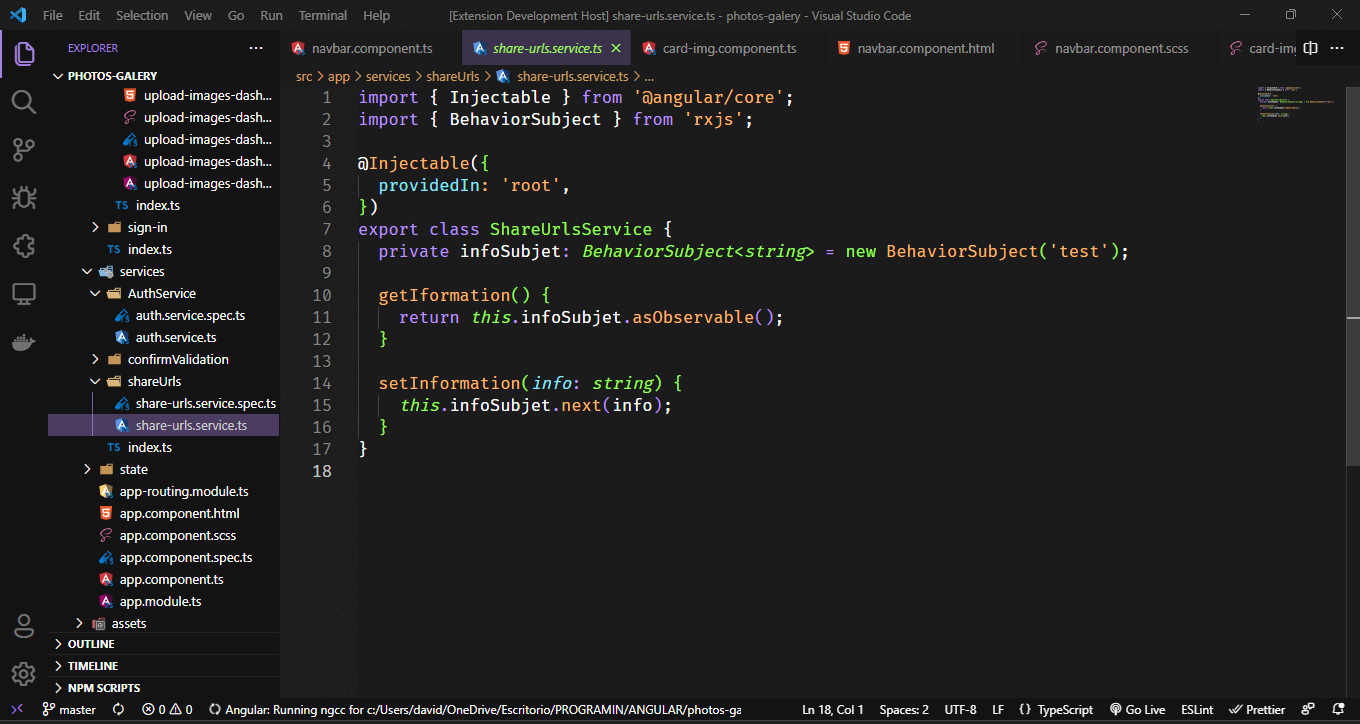 File Edit Selection View Go Run Terminal Help [Extension Development Host] share-urls.service.ts - photos-galery - Visual Studio Code
EXPLORER ···
navbar.component.ts share-urls.service.ts card-img.component.ts navbar.component.html navbar.component.scss card-im ···
PHOTOS-GALERY
upload-images-dash...
upload-images-dash...
upload-images-dash...
upload-images-dash...
upload-images-dash...
TS index.ts
sign-in
TS index.ts
services
AuthService
auth.service.spec.ts
auth.service.ts
confirmValidation
shareUrls
share-urls.service.spec.ts
share-urls.service.ts
TS index.ts
state
app-routing.module.ts
app.component.html
app.component.scss
app.component.spec.ts
app.component.ts
app.module.ts
assets
OUTLINE
TIMELINE
NPM SCRIPTS
src > app > services > shareUrls > share-urls.service.ts > ...
1 import { Injectable } from '@angular/core';
2 import { BehaviorSubject } from 'rxjs';
3
4 @Injectable({
5 providedIn: 'root',
6 })
7 export class ShareUrlsService {
8 private infoSubjet: BehaviorSubject<string> = new BehaviorSubject('test');
9
10 getIformation() {
11 return this.infoSubjet.asObservable();
12 }
13
14 setInformation(info: string) {
15 this.infoSubjet.next(info);
16 }
17 }
18
master 0 0 Angular: Running ngcc for c:/Users/david/OneDrive/Escritorio/PROGRAMIN/ANGULAR/photos-ga Ln 18, Col 1 Spaces: 2 UTF-8 LF {} TypeScript Go Live ESLint Prettier